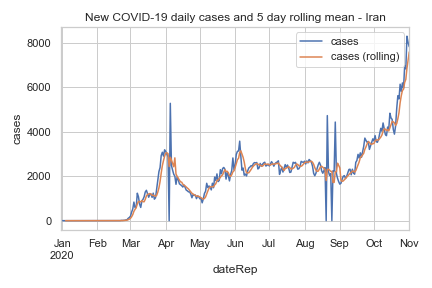 New COVID-19 daily cases and 5 day rolling mean - Iran
cases
cases (rolling)
8000
6000
4000
2000
0
cases
Jan Feb Mar Apr May Jun Jul Aug Sep Oct Nov
2020
dateRep